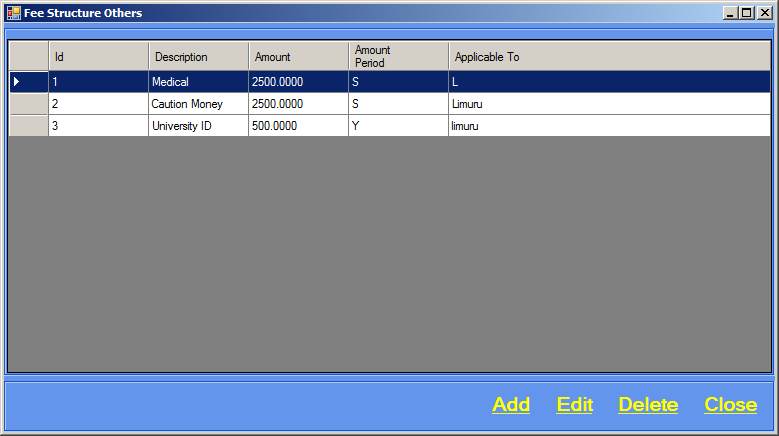 Fee Structure Others
Id Description Amount Amount Period Applicable To
1 Medical 2500.0000 S L
2 Caution Money 2500.0000 S Limuru
3 University ID 500.0000 Y limuru
Add Edit Delete Close